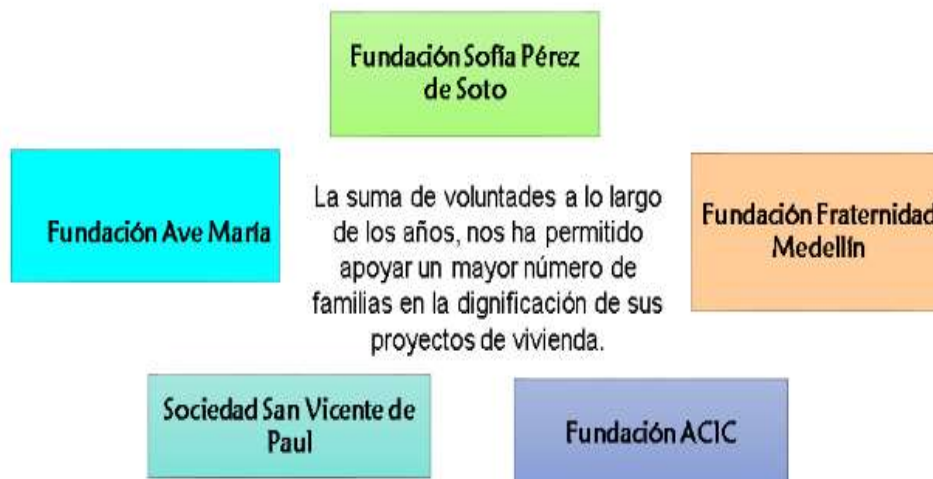 Fundación Sofía Pérez
de Soto
Fundación Ave María
La suma de voluntades a lo largo
de los años, nos ha permitido
apoyar un mayor número de
familias en la dignificación de sus
proyectos de vivienda.
Fundación Fraternidad
Medellín
Sociedad San Vicente de
Paul
Fundación ACIC